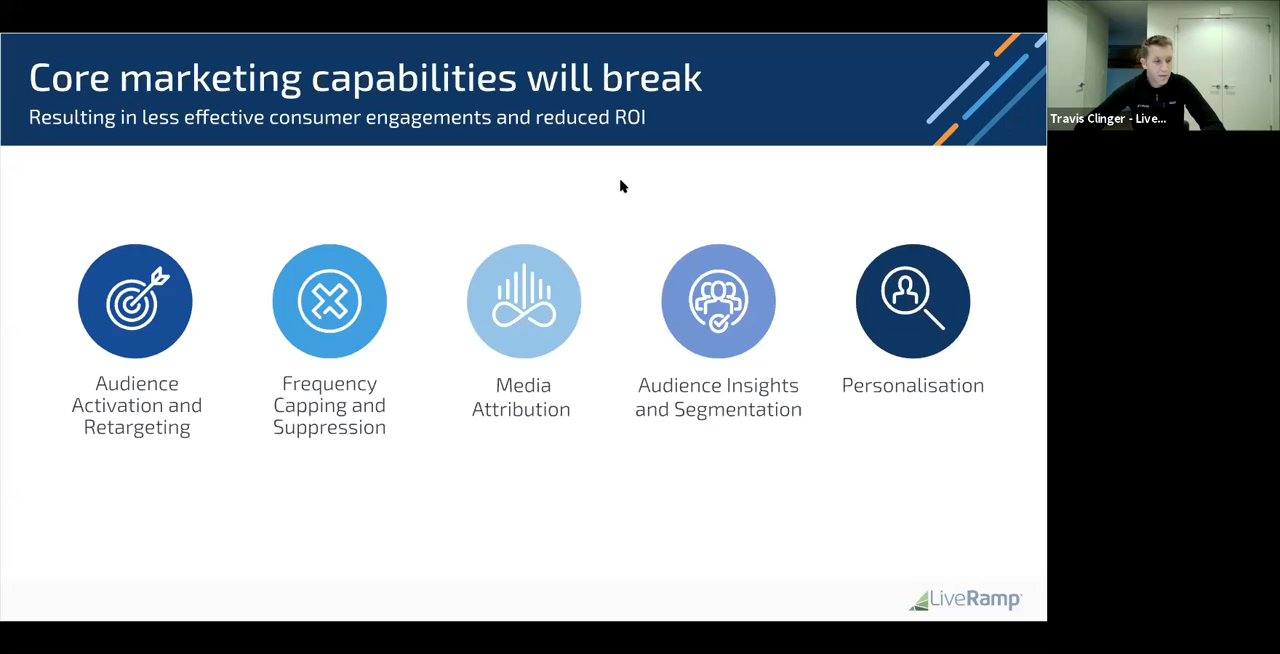 Core marketing capabilities will break
Resulting in less effective consumer engagements and reduced ROI
Travis Clinger - Live...
Audience
Activation and
Retargeting
Frequency
Capping and
Suppression
Media
Attribution
Audience Insights
and Segmentation
Personalisation
LiveRamp